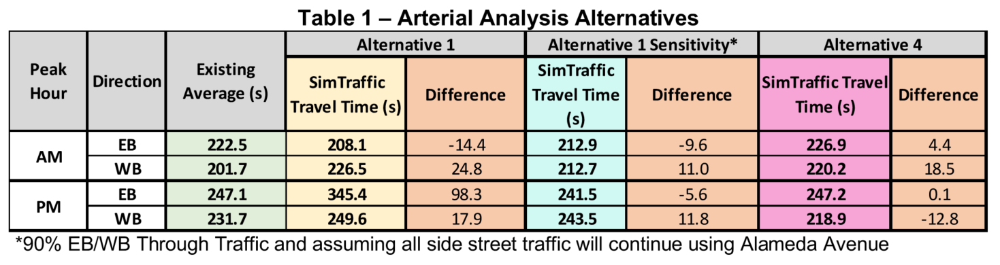 Table 1 – Arterial Analysis Alternatives
Peak Hour Direction Existing Average (s) Alternative 1 Alternative 1 Sensitivity* Alternative 4
SimTraffic Travel Time (s) Difference SimTraffic Travel Time (s) Difference SimTraffic Travel Time (s) Difference
AM EB 222.5 208.1 -14.4 212.9 -9.6 226.9 4.4
WB 201.7 226.5 24.8 212.7 11.0 220.2 18.5
PM EB 247.1 345.4 98.3 241.5 -5.6 247.2 0.1
WB 231.7 249.6 17.9 243.5 11.8 218.9 -12.8
*90% EB/WB Through Traffic and assuming all side street traffic will continue using Alameda Avenue